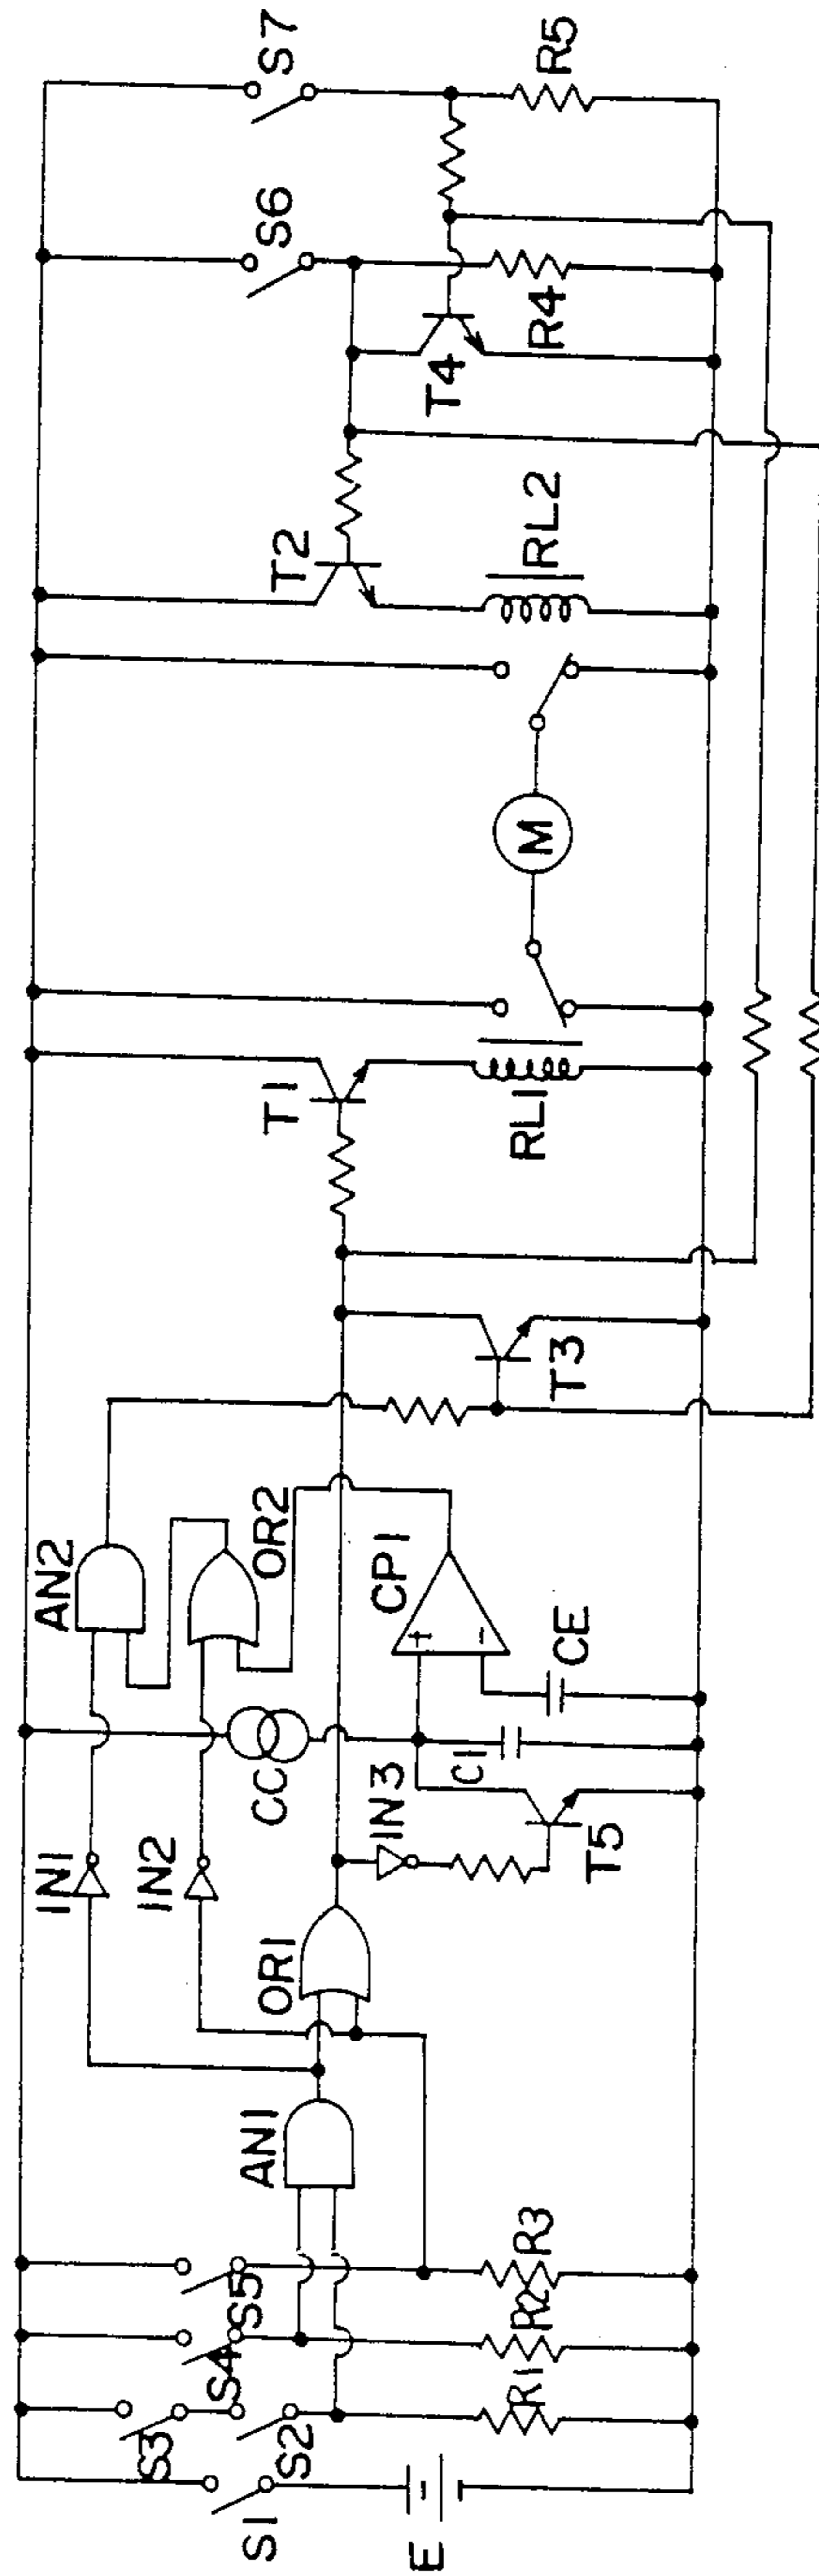 S7
R5
S6
R4
T4
T2
RL2
M
T1
RL1
T3
AN2
OR2
CP1
+
-
CE
CC
C1
IN1
IN2
IN3
T5
OR1
AN1
S5
R3
S4
R2
S3
S2
R1
S1
E